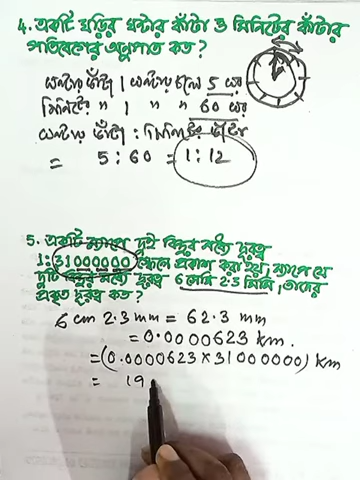 4. একটি ঘড়ির ঘন্টার কাঁটা ও মিনিটের কাঁটার
গতিবেগের অনুপাত কত?
ঘন্টার কাঁটা 1 ঘন্টায় চলে 5 ঘর
মিনিটের " 1 " " 60 ঘর
ঘন্টার কাঁটা : মিনিটের কাঁটার
= 5 : 60 = 1 : 12
5. একটি ম্যাপে দুই বিন্দুর মধ্যে দূরত্ব
1:31000000 স্কেলে প্রকাশ করা হয়, ম্যাপে যে
দুটি বিন্দুর মধ্যে দূরত্ব 6 সেমি 2.3 মিমি, তাদের
প্রকৃত দূরত্ব কত?
6 cm 2.3 mm = 62.3 mm
= 0.0000623 km.
= (0.0000623 × 31000000) km
= 19